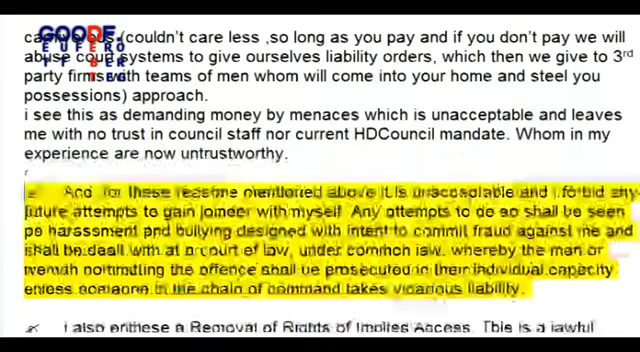 GOODF
(couldn't care less ,so long as you pay and if you don't pay we will
abuse court systems to give ourselves liability orders, which then we give to 3rd
party firms with teams of men whom will come into your home and steel you
possessions) approach.
i see this as demanding money by menaces which is unacceptable and leaves
me with no trust in council staff nor current HDCouncil mandate. Whom in my
experience are now untrustworthy.
And for these reasons mentioned above it is unacceptable and i forbid any
future attempts to gain joinder with myself. Any attempts to do so shall be seen
harassment and bullying designed with intent to commit fraud against me and
shall be dealt with at a court of law, under common law. whereby the man or
the offence shall be prosecuted in their individual capacity
someone in the chain of command takes vicarious liability.
I also a Removal of Rights of Implied Access. This is a lawful